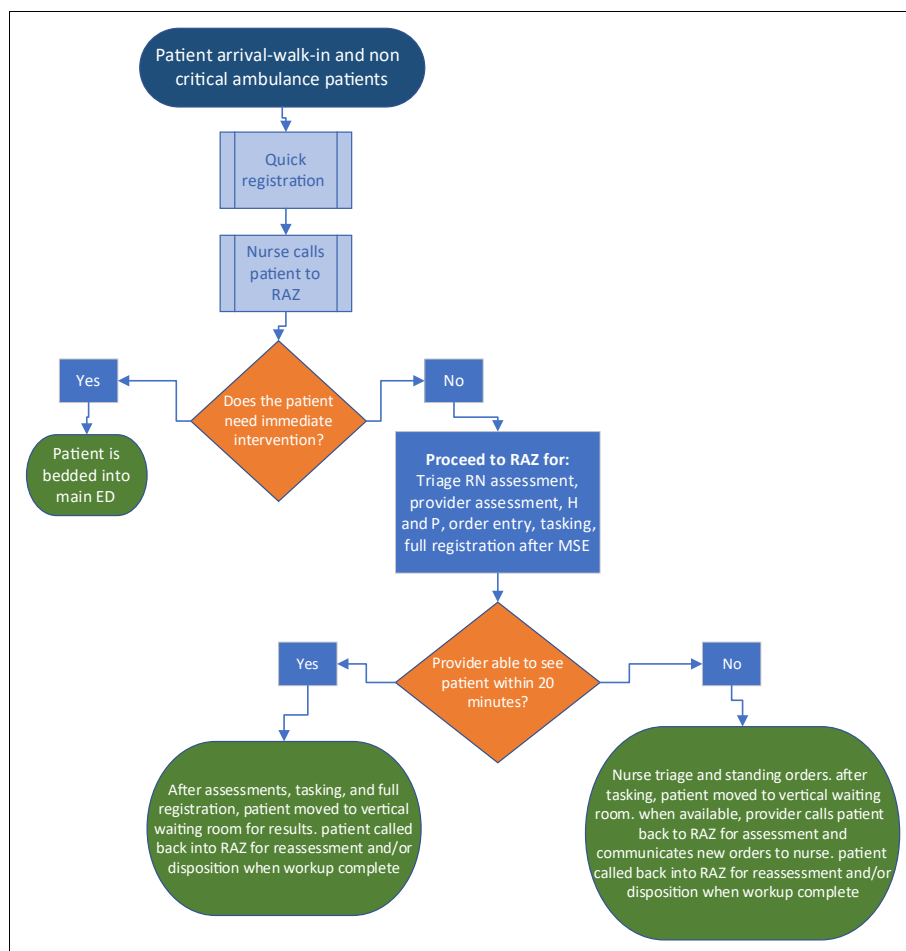 Patient arrival-walk-in and non
critical ambulance patients
Quick
registration
Nurse calls
patient to
RAZ
Does the patient
need immediate
intervention?
Yes
No
Patient is
bedded into
main ED
Proceed to RAZ for:
Triage RN assessment,
provider assessment, H
and P, order entry, tasking,
full registration after MSE
Provider able to see
patient within 20
minutes?
Yes
No
After assessments, tasking, and full
registration, patient moved to vertical
waiting room for results. patient called
back into RAZ for reassessment and/or
disposition when workup complete
Nurse triage and standing orders. after
tasking, patient moved to vertical waiting
room. when available, provider calls patient
back to RAZ for assessment and
communicates new orders to nurse. patient
called back into RAZ for reassessment and/or
disposition when workup complete